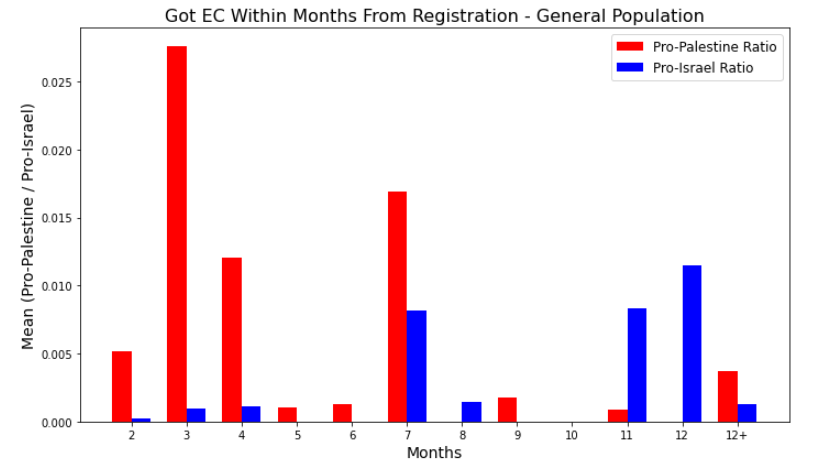 Got EC Within Months From Registration - General Population
Pro-Palestine Ratio
Pro-Israel Ratio
Mean (Pro-Palestine / Pro-Israel)
0.025
0.020
0.015
0.010
0.005
0.000
2 3 4 5 6 7 8 9 10 11 12 12+
Months